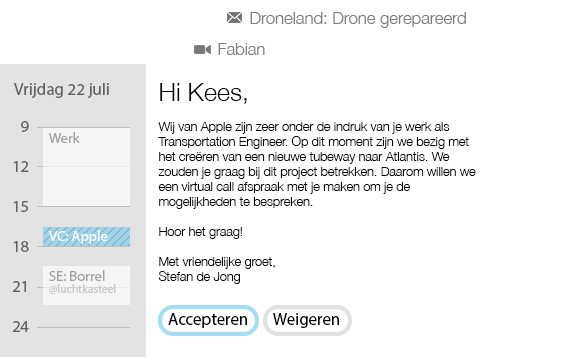 Droneland: Drone gerepareerd
Fabian
Vrijdag 22 juli
9
Werk
12
15
VC: Apple
18
SE: Borrel
@luchtkasteel
21
24
Hi Kees,
Wij van Apple zijn zeer onder de indruk van je werk als
Transportation Engineer. Op dit moment zijn we bezig met
het creëren van een nieuwe tubeway naar Atlantis. We
zouden je graag bij dit project betrekken. Daarom willen we
een virtual call afspraak met je maken om je de
mogelijkheden te bespreken.
Hoor het graag!
Met vriendelijke groet,
Stefan de Jong
Accepteren
Weigeren